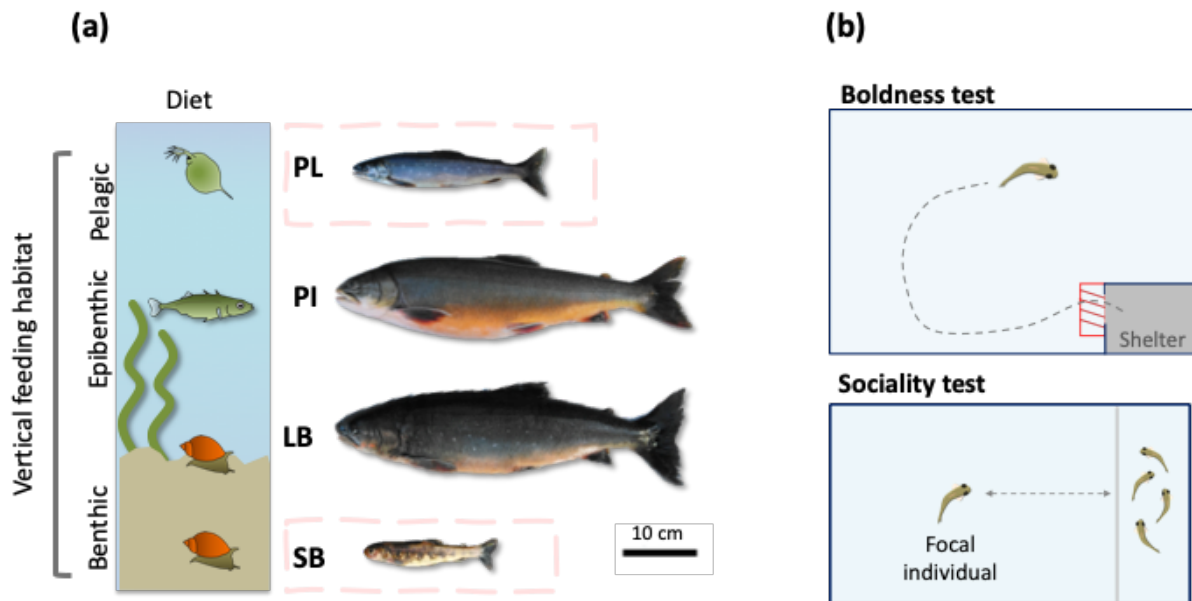 (a)
Diet
Vertical feeding habitat
Pelagic
Epibenthic
Benthic
PL
PI
LB
SB
10 cm
(b)
Boldness test
Shelter
Sociality test
Focal
individual